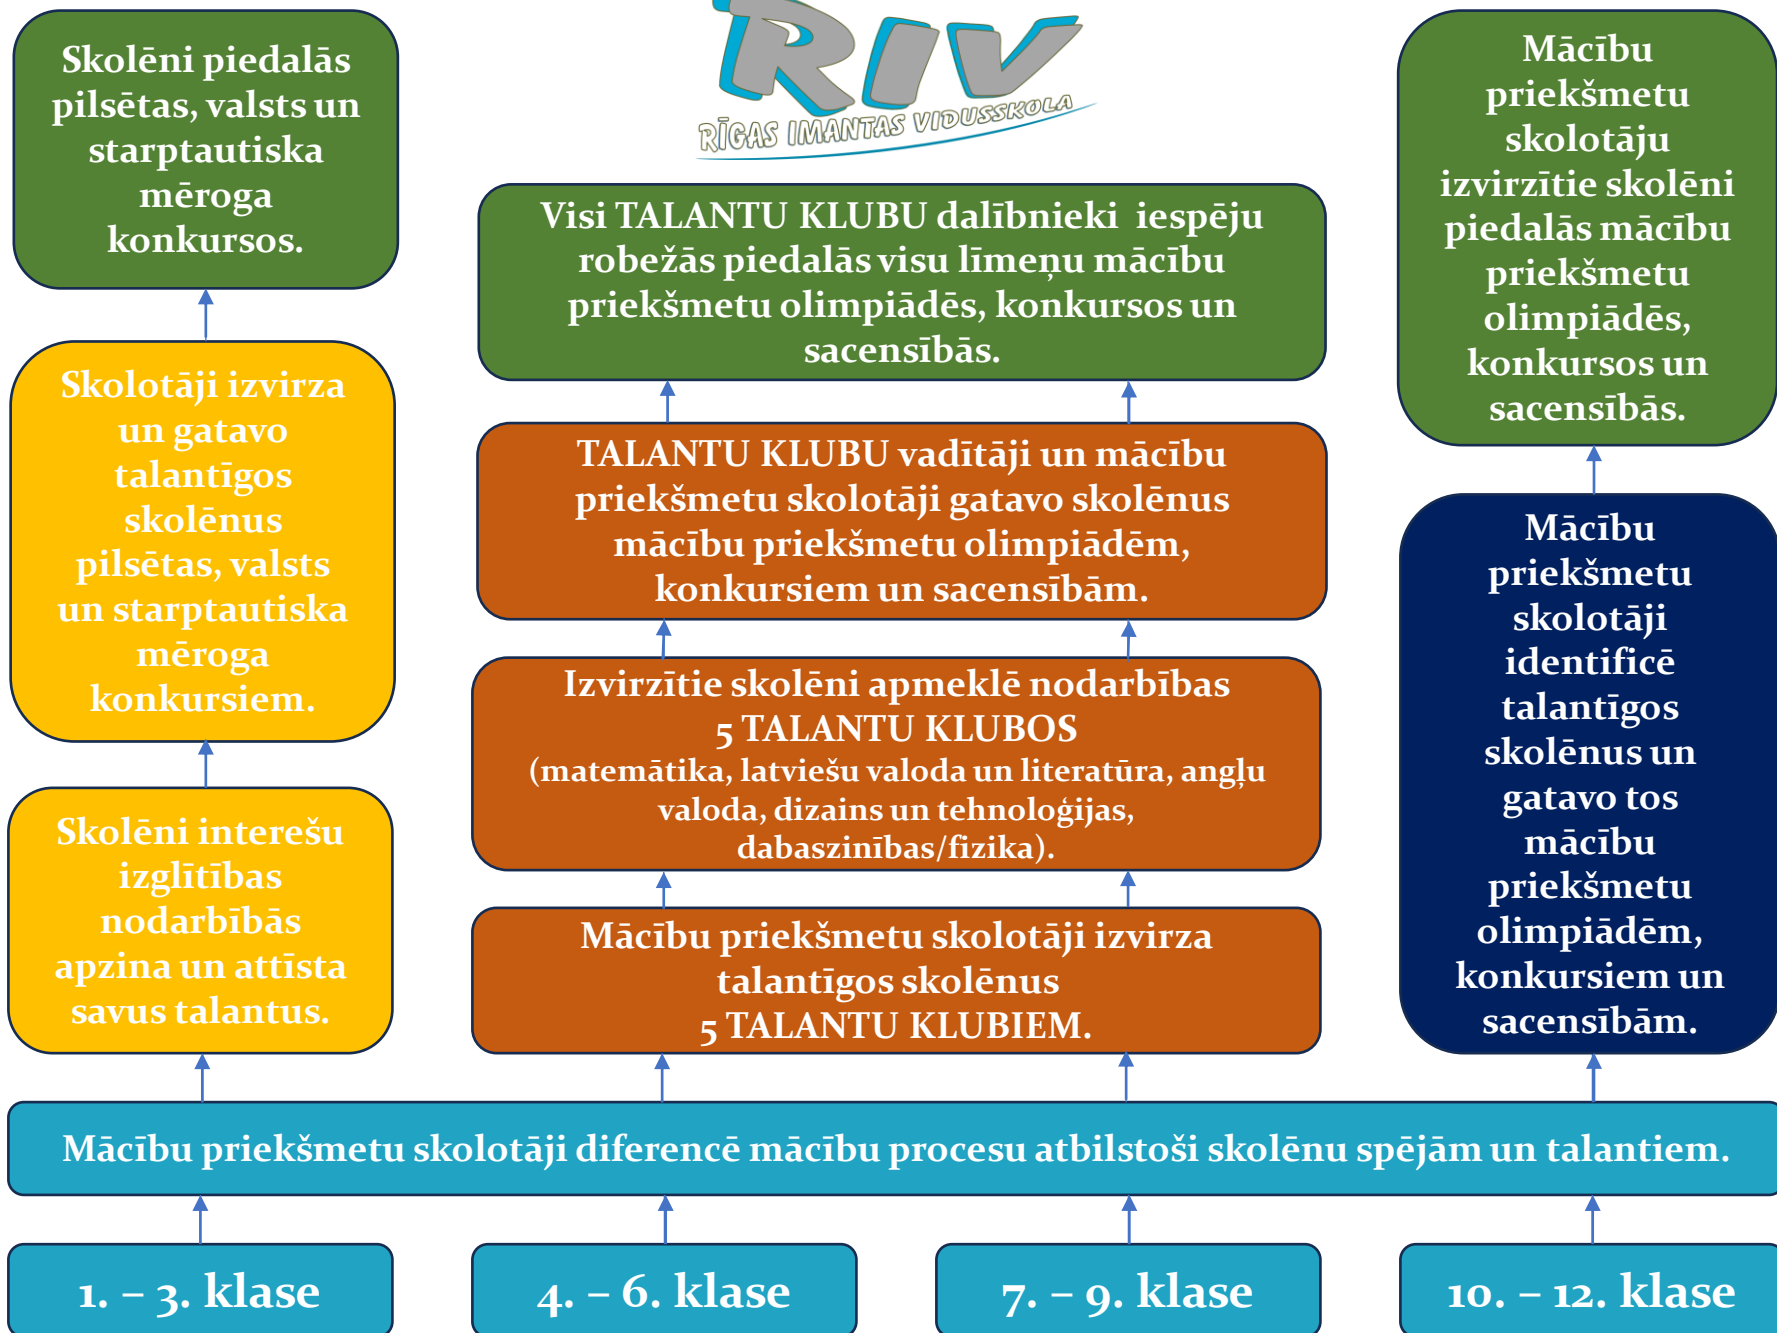 RIV
RĪGAS IMANTAS VIDUSSKOLA
Skolēni piedalās
pilsētas, valsts un
starptautiska
mēroga
konkursos.
Skolotāji izvirza
un gatavo
talantīgos
skolēnus
pilsētas, valsts
un starptautiska
mēroga
konkursiem.
Skolēni interešu
izglītības
nodarbībās
apzina un attīsta
savus talantus.
Visi TALANTU KLUBU dalībnieki iespēju
robežās piedalās visu līmeņu mācību
priekšmetu olimpiādēs, konkursos un
sacensībās.
TALANTU KLUBU vadītāji un mācību
priekšmetu skolotāji gatavo skolēnus
mācību priekšmetu olimpiādēm,
konkursiem un sacensībām.
Izvirzītie skolēni apmeklē nodarbības
5 TALANTU KLUBOS
(matemātika, latviešu valoda un literatūra, angļu
valoda, dizains un tehnoloģijas,
dabaszinības/fizika).
Mācību priekšmetu skolotāji izvirza
talantīgos skolēnus
5 TALANTU KLUBIEM.
Mācību
priekšmetu
skolotāju
izvirzītie skolēni
piedalās mācību
priekšmetu
olimpiādēs,
konkursos un
sacensībās.
Mācību
priekšmetu
skolotāji
identificē
talantīgos
skolēnus un
gatavo tos
mācību
priekšmetu
olimpiādēm,
konkursiem un
sacensībām.
Mācību priekšmetu skolotāji diferencē mācību procesu atbilstoši skolēnu spējām un talantiem.
1. – 3. klase
4. – 6. klase
7. – 9. klase
10. – 12. klase